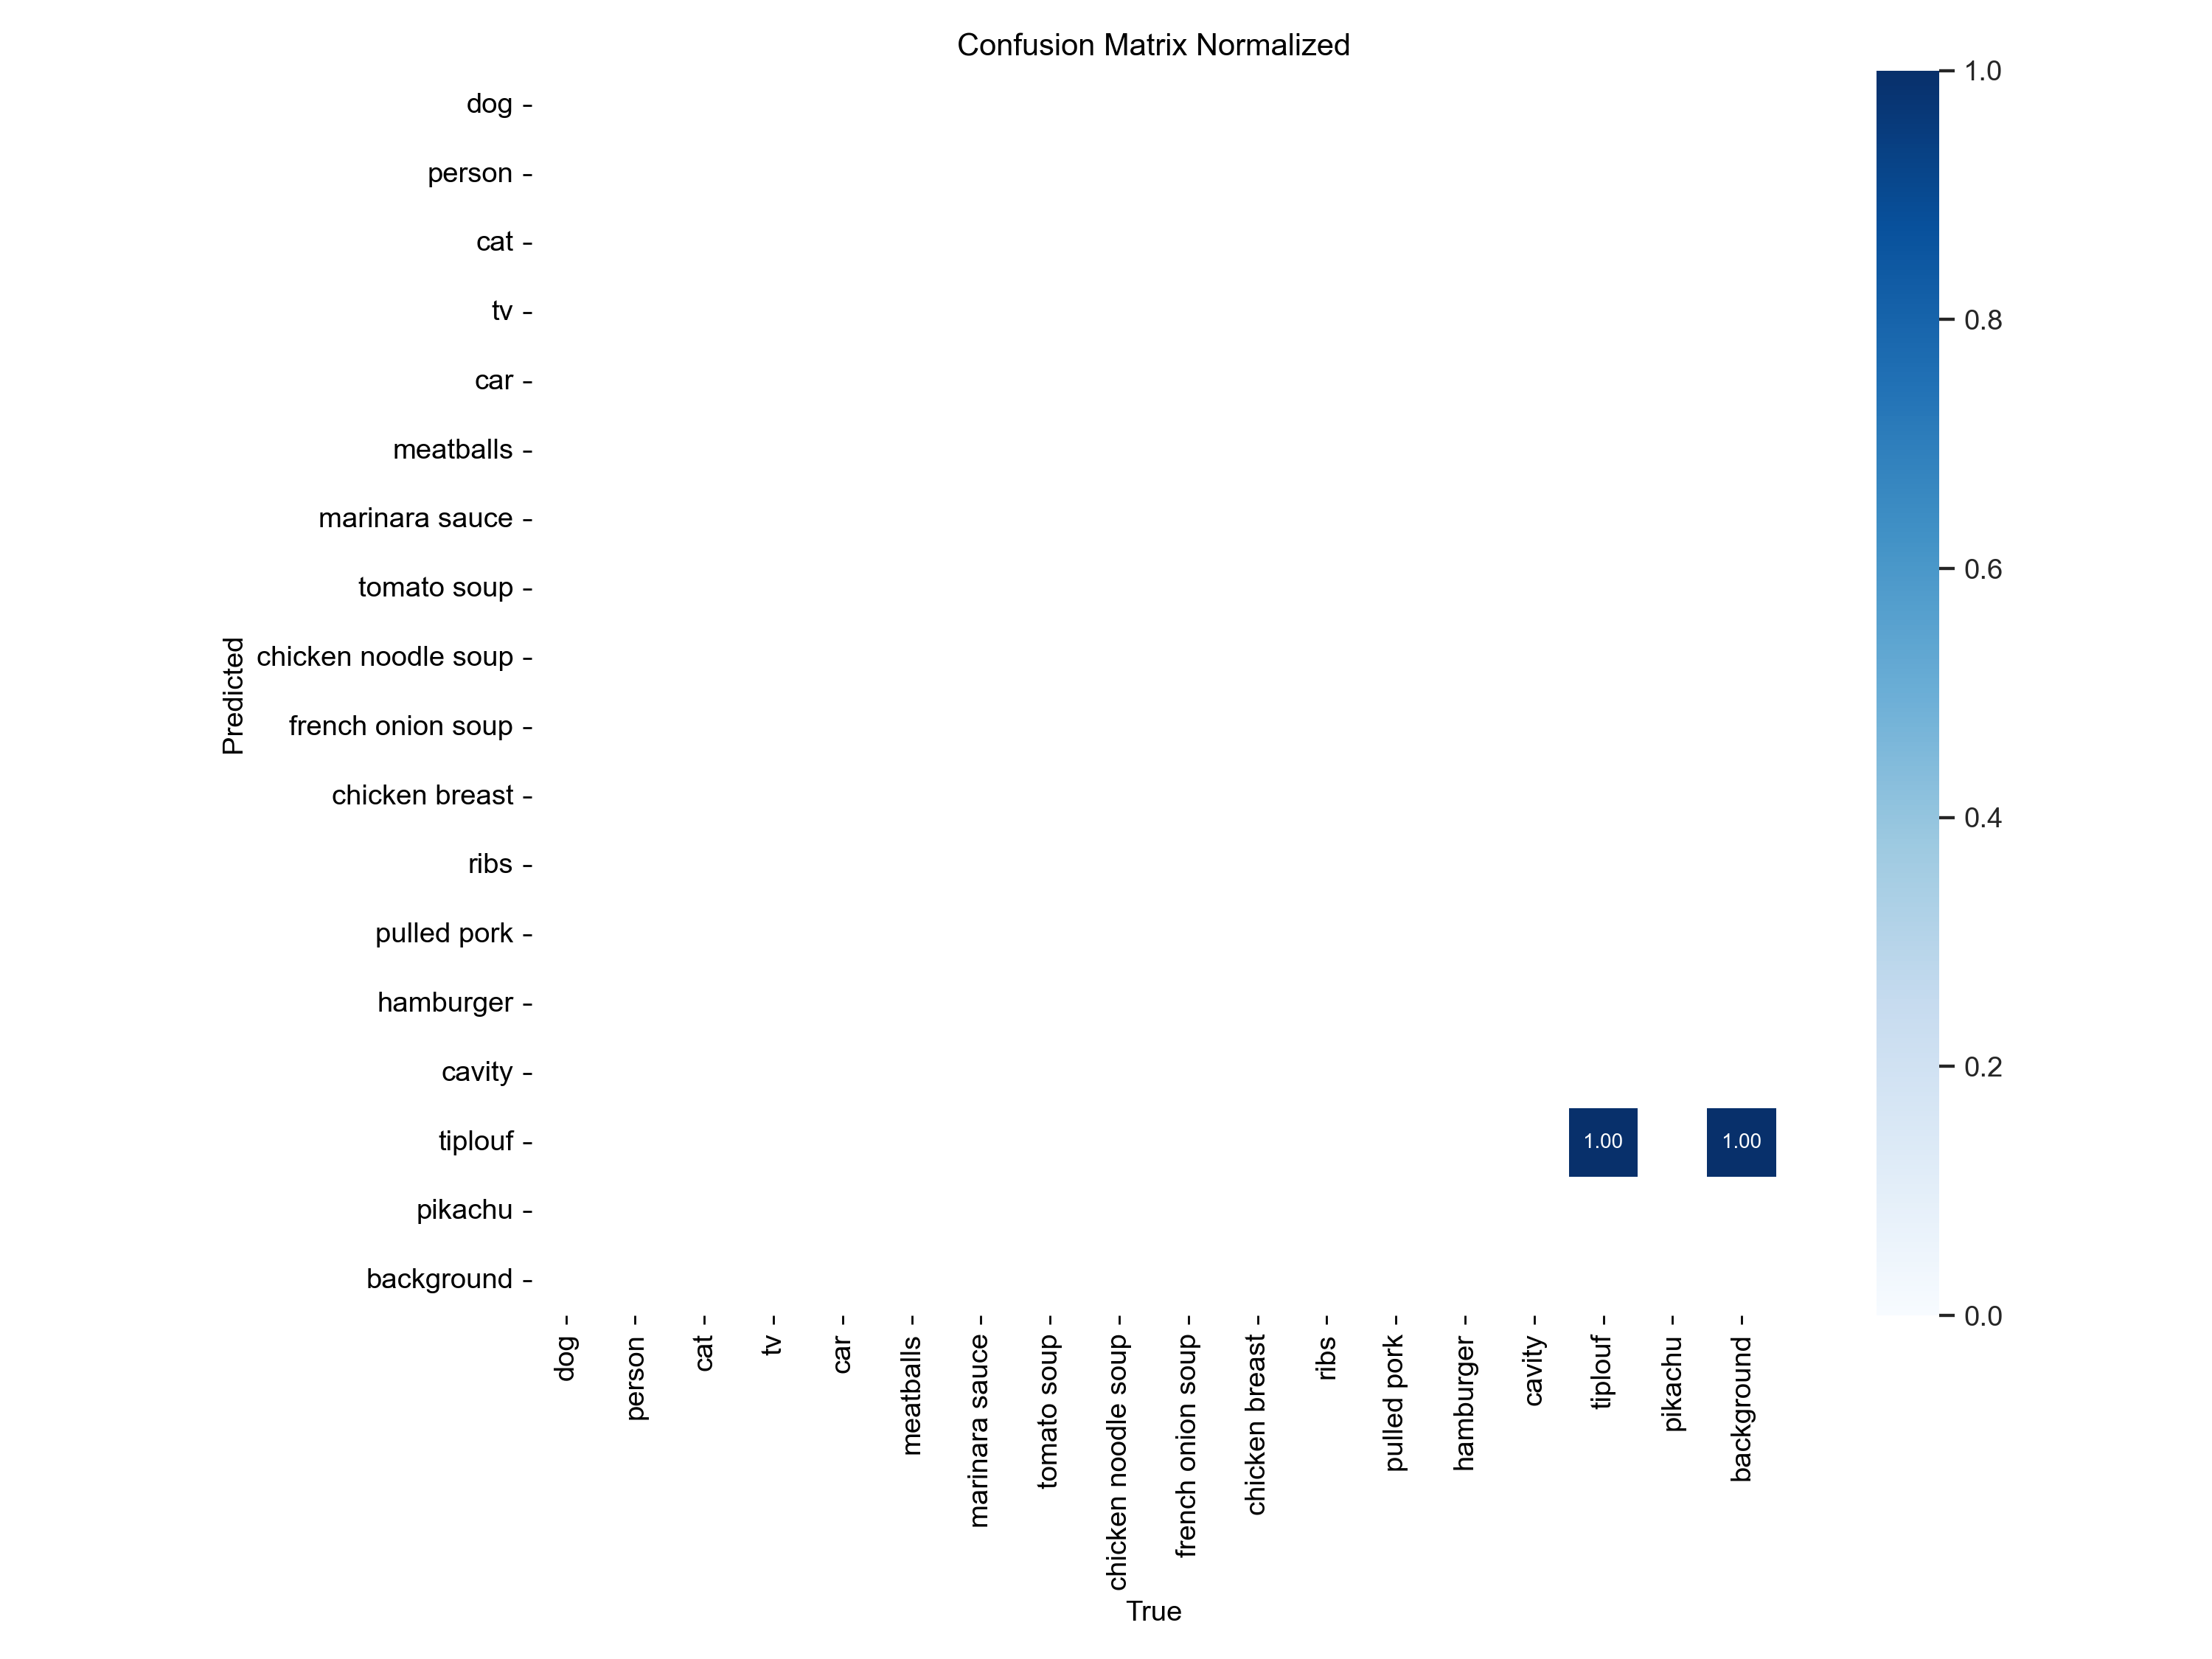 Confusion Matrix Normalized
dog
person
cat
tv
car
meatballs
marinara sauce
tomato soup
chicken noodle soup
french onion soup
chicken breast
ribs
pulled pork
hamburger
cavity
tiplouf
pikachu
background
Predicted
1.00
1.00
dog
person
cat
tv
car
meatballs
marinara sauce
tomato soup
chicken noodle soup
french onion soup
chicken breast
ribs
pulled pork
hamburger
cavity
tiplouf
pikachu
background
True
1.0
0.8
0.6
0.4
0.2
0.0